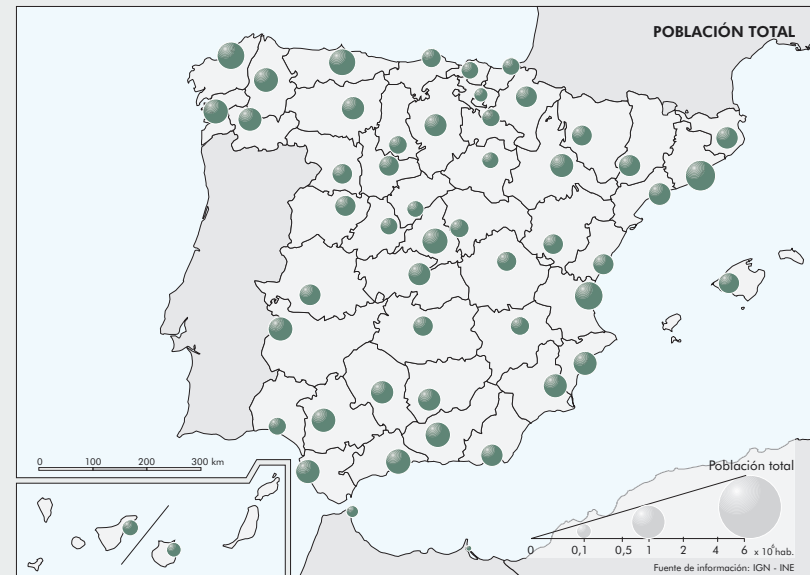 POBLACIÓN TOTAL
0 100 200 300 km
Población total
0 0,1 0,5 1 2 4 6 x 10⁶ hab.
Fuente de información: IGN - INE